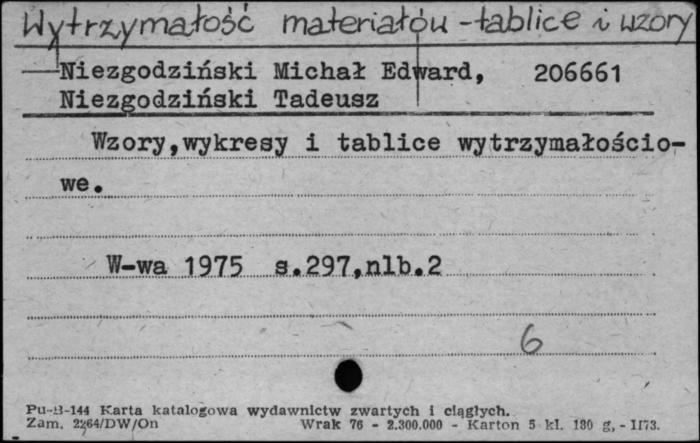 Wytrzymałość materiałów - tablice i wzory
Niezgodziński Michał Edward, 206661
Niezgodziński Tadeusz
Wzory,wykresy i tablice wytrzymałościo-
we.
W-wa 1975 s.297,nlb.2
6
Pu-B-144 Karta katalogowa wydawnictw zwartych i ciągłych.
Zam. 2264/DW/On Wrak 76 - 2.300.000 - Karton 5 kl. 180 g, - II73.